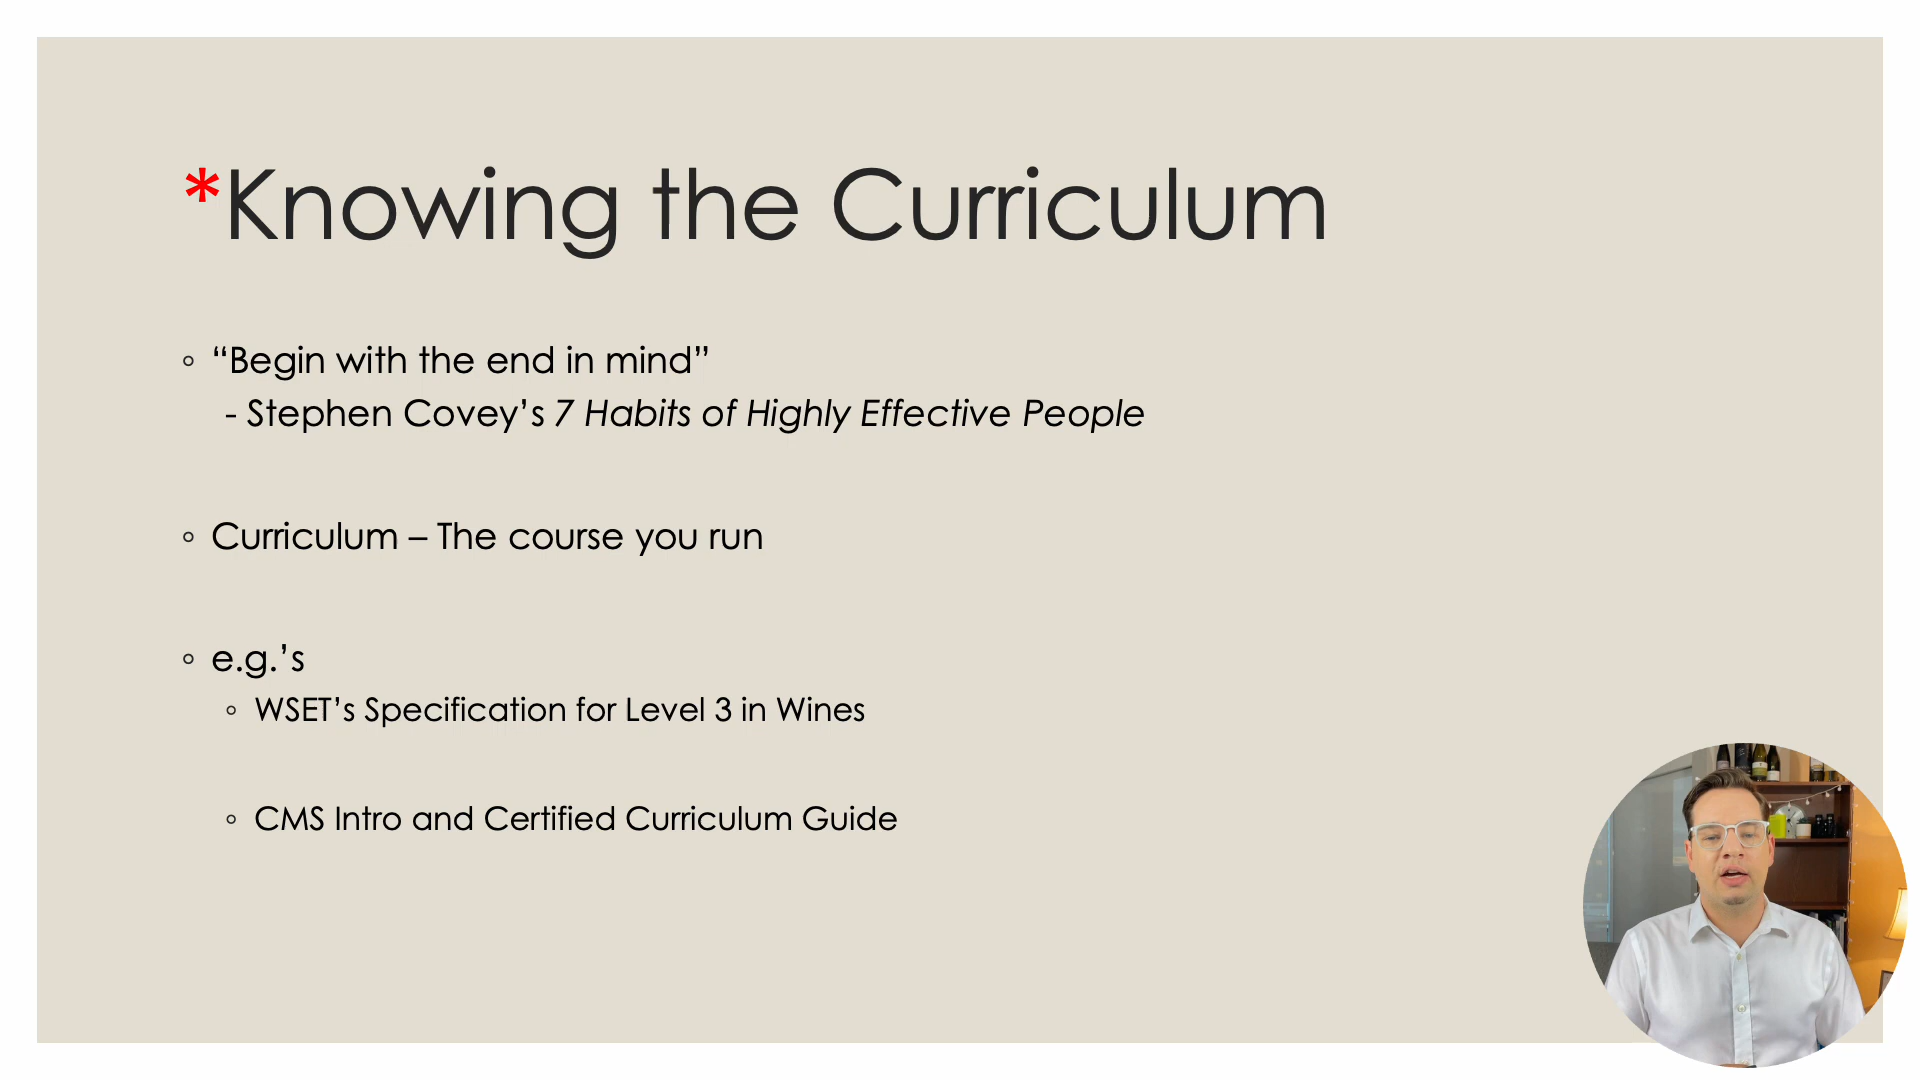 *Knowing the Curriculum
◦ “Begin with the end in mind”
- Stephen Covey’s 7 Habits of Highly Effective People
◦ Curriculum – The course you run
◦ e.g.’s
◦ WSET’s Specification for Level 3 in Wines
◦ CMS Intro and Certified Curriculum Guide